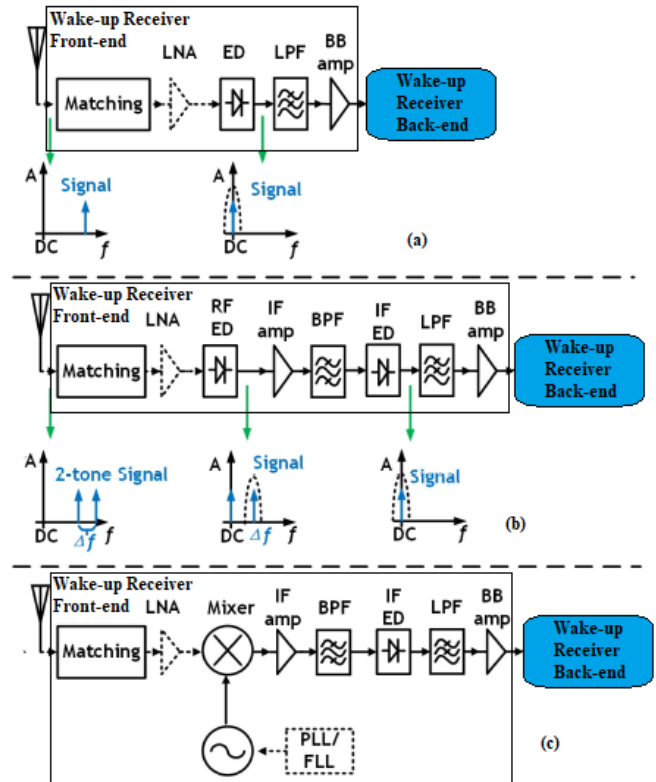 Wake-up Receiver
Front-end
LNA ED LPF BB
amp
Matching
Wake-up
Receiver
Back-end
A Signal
DC f
A Signal
DC f
(a)
Wake-up Receiver
Front-end
LNA RF
ED IF
amp BPF IF
ED LPF BB
amp
Matching
Wake-up
Receiver
Back-end
A 2-tone Signal
DC Δf f
A Signal
DC Δf f
A Signal
DC f
(b)
Wake-up Receiver
Front-end
LNA Mixer IF
amp BPF IF
ED LPF BB
amp
Matching
Wake-up
Receiver
Back-end
PLL/
FLL
(c)